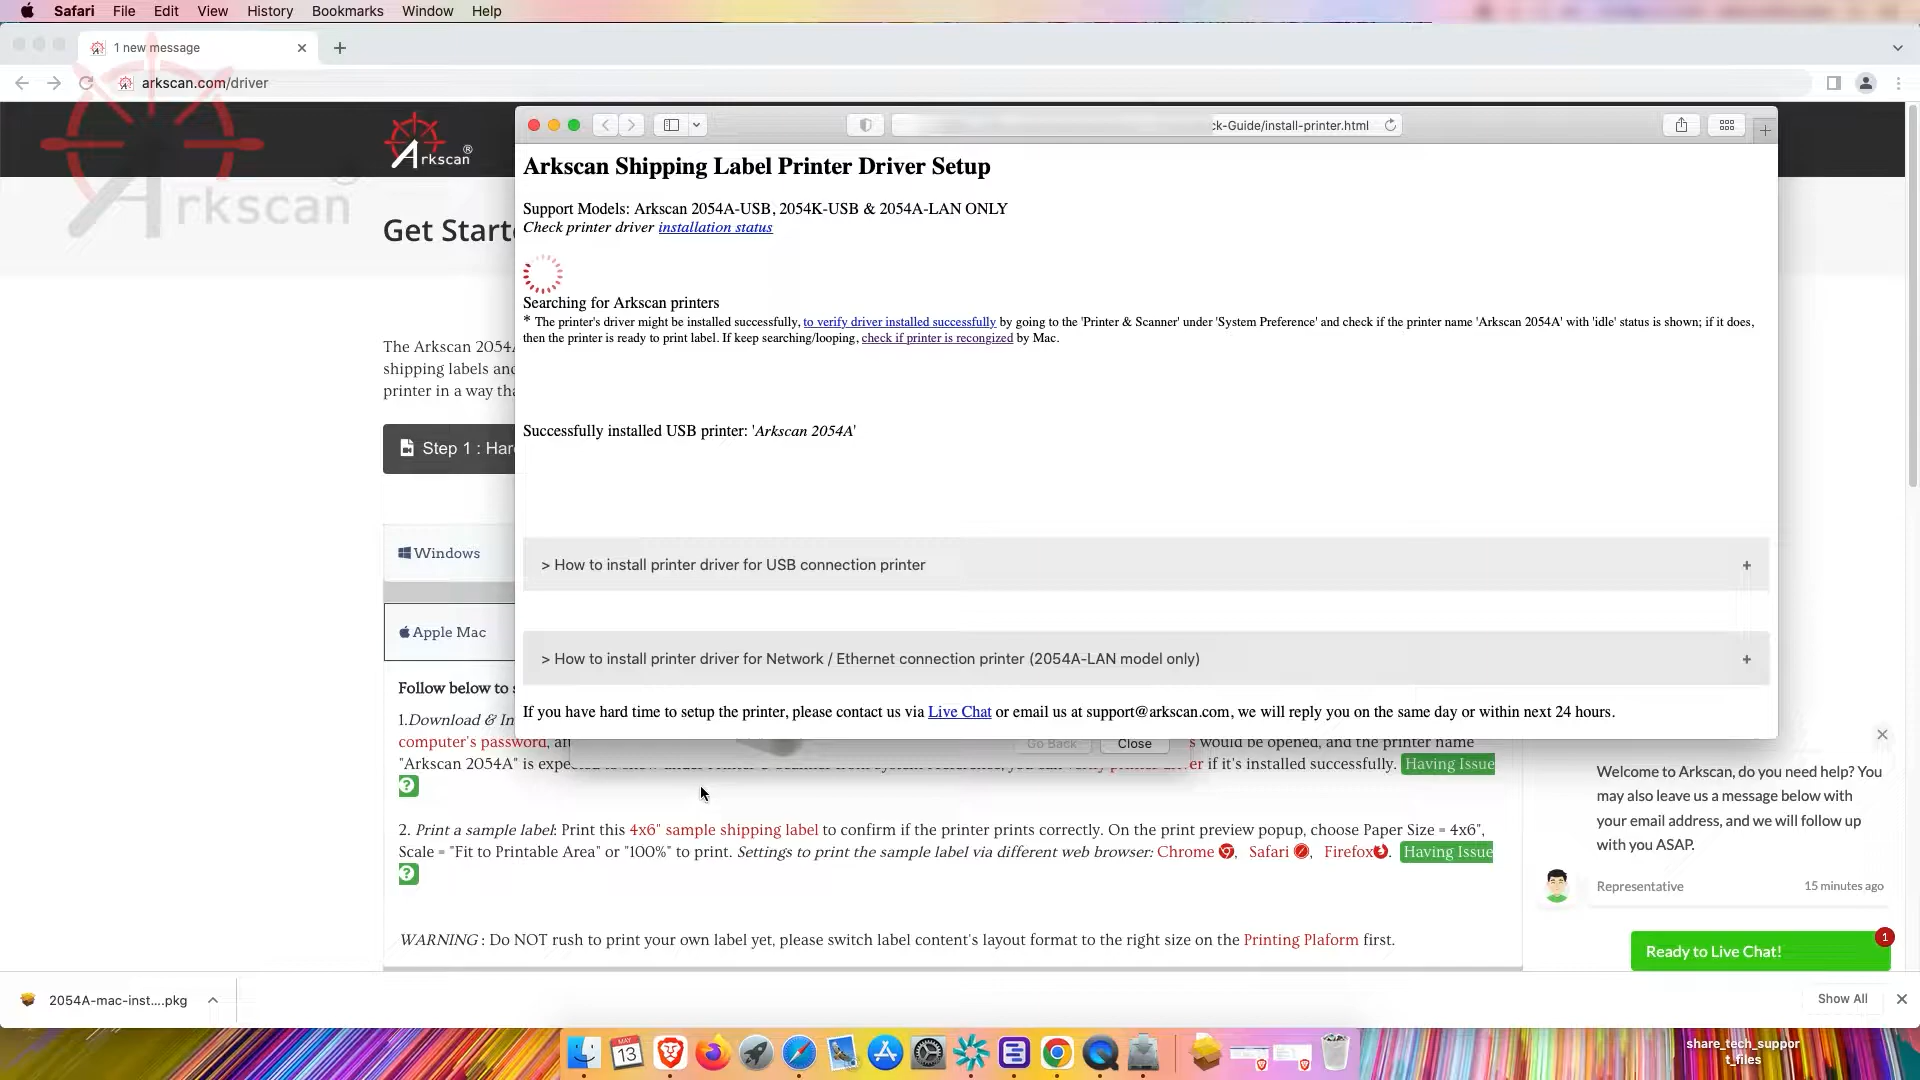 Safari File Edit View History Bookmarks Window Help
1 new message
arkscan.com/driver
Arkscan
Arkscan®
ck-Guide/install-printer.html
Arkscan Shipping Label Printer Driver Setup
Support Models: Arkscan 2054A-USB, 2054K-USB & 2054A-LAN ONLY
Check printer driver installation status
Get Starte
Searching for Arkscan printers
* The printer's driver might be installed successfully, to verify driver installed successfully by going to the 'Printer & Scanner' under 'System Preference' and check if the printer name 'Arkscan 2054A' with 'idle' status is shown; if it does,
then the printer is ready to print label. If keep searching/looping, check if printer is recongized by Mac.
The Arkscan 2054A
shipping labels and
printer in a way tha
Successfully installed USB printer: 'Arkscan 2054A'
Step 1 : Har
Windows
> How to install printer driver for USB connection printer +
Apple Mac
> How to install printer driver for Network / Ethernet connection printer (2054A-LAN model only) +
Follow below to s
If you have hard time to setup the printer, please contact us via Live Chat or email us at support@arkscan.com, we will reply you on the same day or within next 24 hours.
1.Download & In
Go Back Close
computer's password, aft s would be opened, and the printer name
"Arkscan 2054A" is expe er if it's installed successfully. Having Issue
?
2. Print a sample label: Print this 4x6" sample shipping label to confirm if the printer prints correctly. On the print preview popup, choose Paper Size = 4x6",
Scale = "Fit to Printable Area" or "100%" to print. Settings to print the sample label via different web browser: Chrome , Safari , Firefox . Having Issue
?
WARNING : Do NOT rush to print your own label yet, please switch label content's layout format to the right size on the Printing Plaform first.
Welcome to Arkscan, do you need help? You
may also leave us a message below with
your email address, and we will follow up
with you ASAP.
Representative 15 minutes ago
Ready to Live Chat! 1
2054A-mac-inst....pkg
Show All
MAY
13
share_tech_suppor
t_files